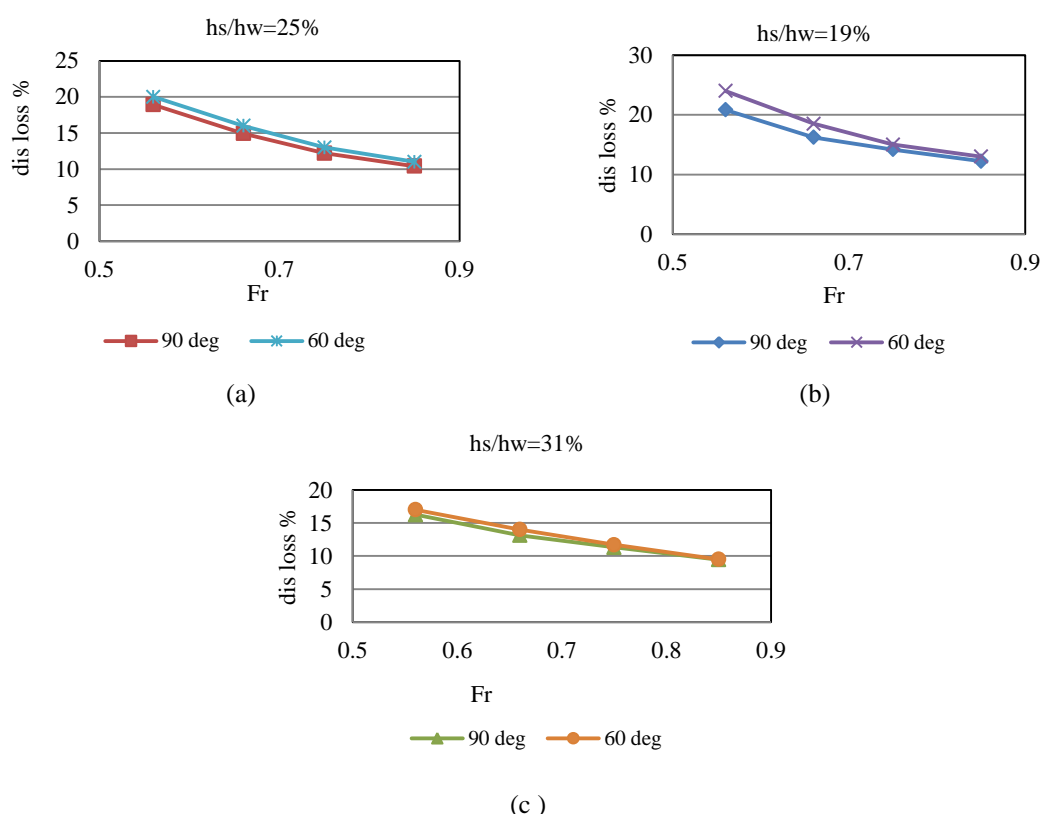 hs/hw=25%
25
20
15
10
5
0
dis loss %
0.5 0.7 0.9
Fr
90 deg 60 deg
(a)
hs/hw=19%
30
20
10
0
dis loss %
0.5 0.7 0.9
Fr
90 deg 60 deg
(b)
hs/hw=31%
20
15
10
5
0
dis loss %
0.5 0.6 0.7 0.8 0.9
Fr
90 deg 60 deg
(c )